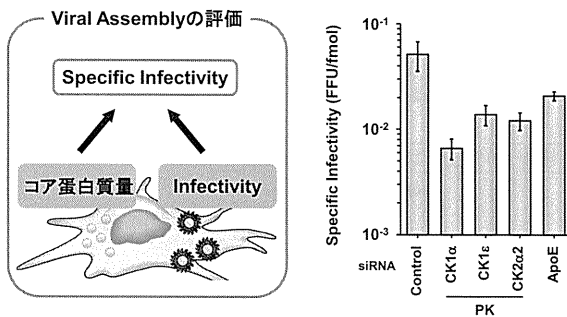 Viral Assemblyの評価
Specific Infectivity
コア蛋白質量
Infectivity
Specific Infectivity (FFU/fmol)
10-1
10-2
10-3
siRNA
Control
CK1α
CK1ε
CK2α2
ApoE
PK